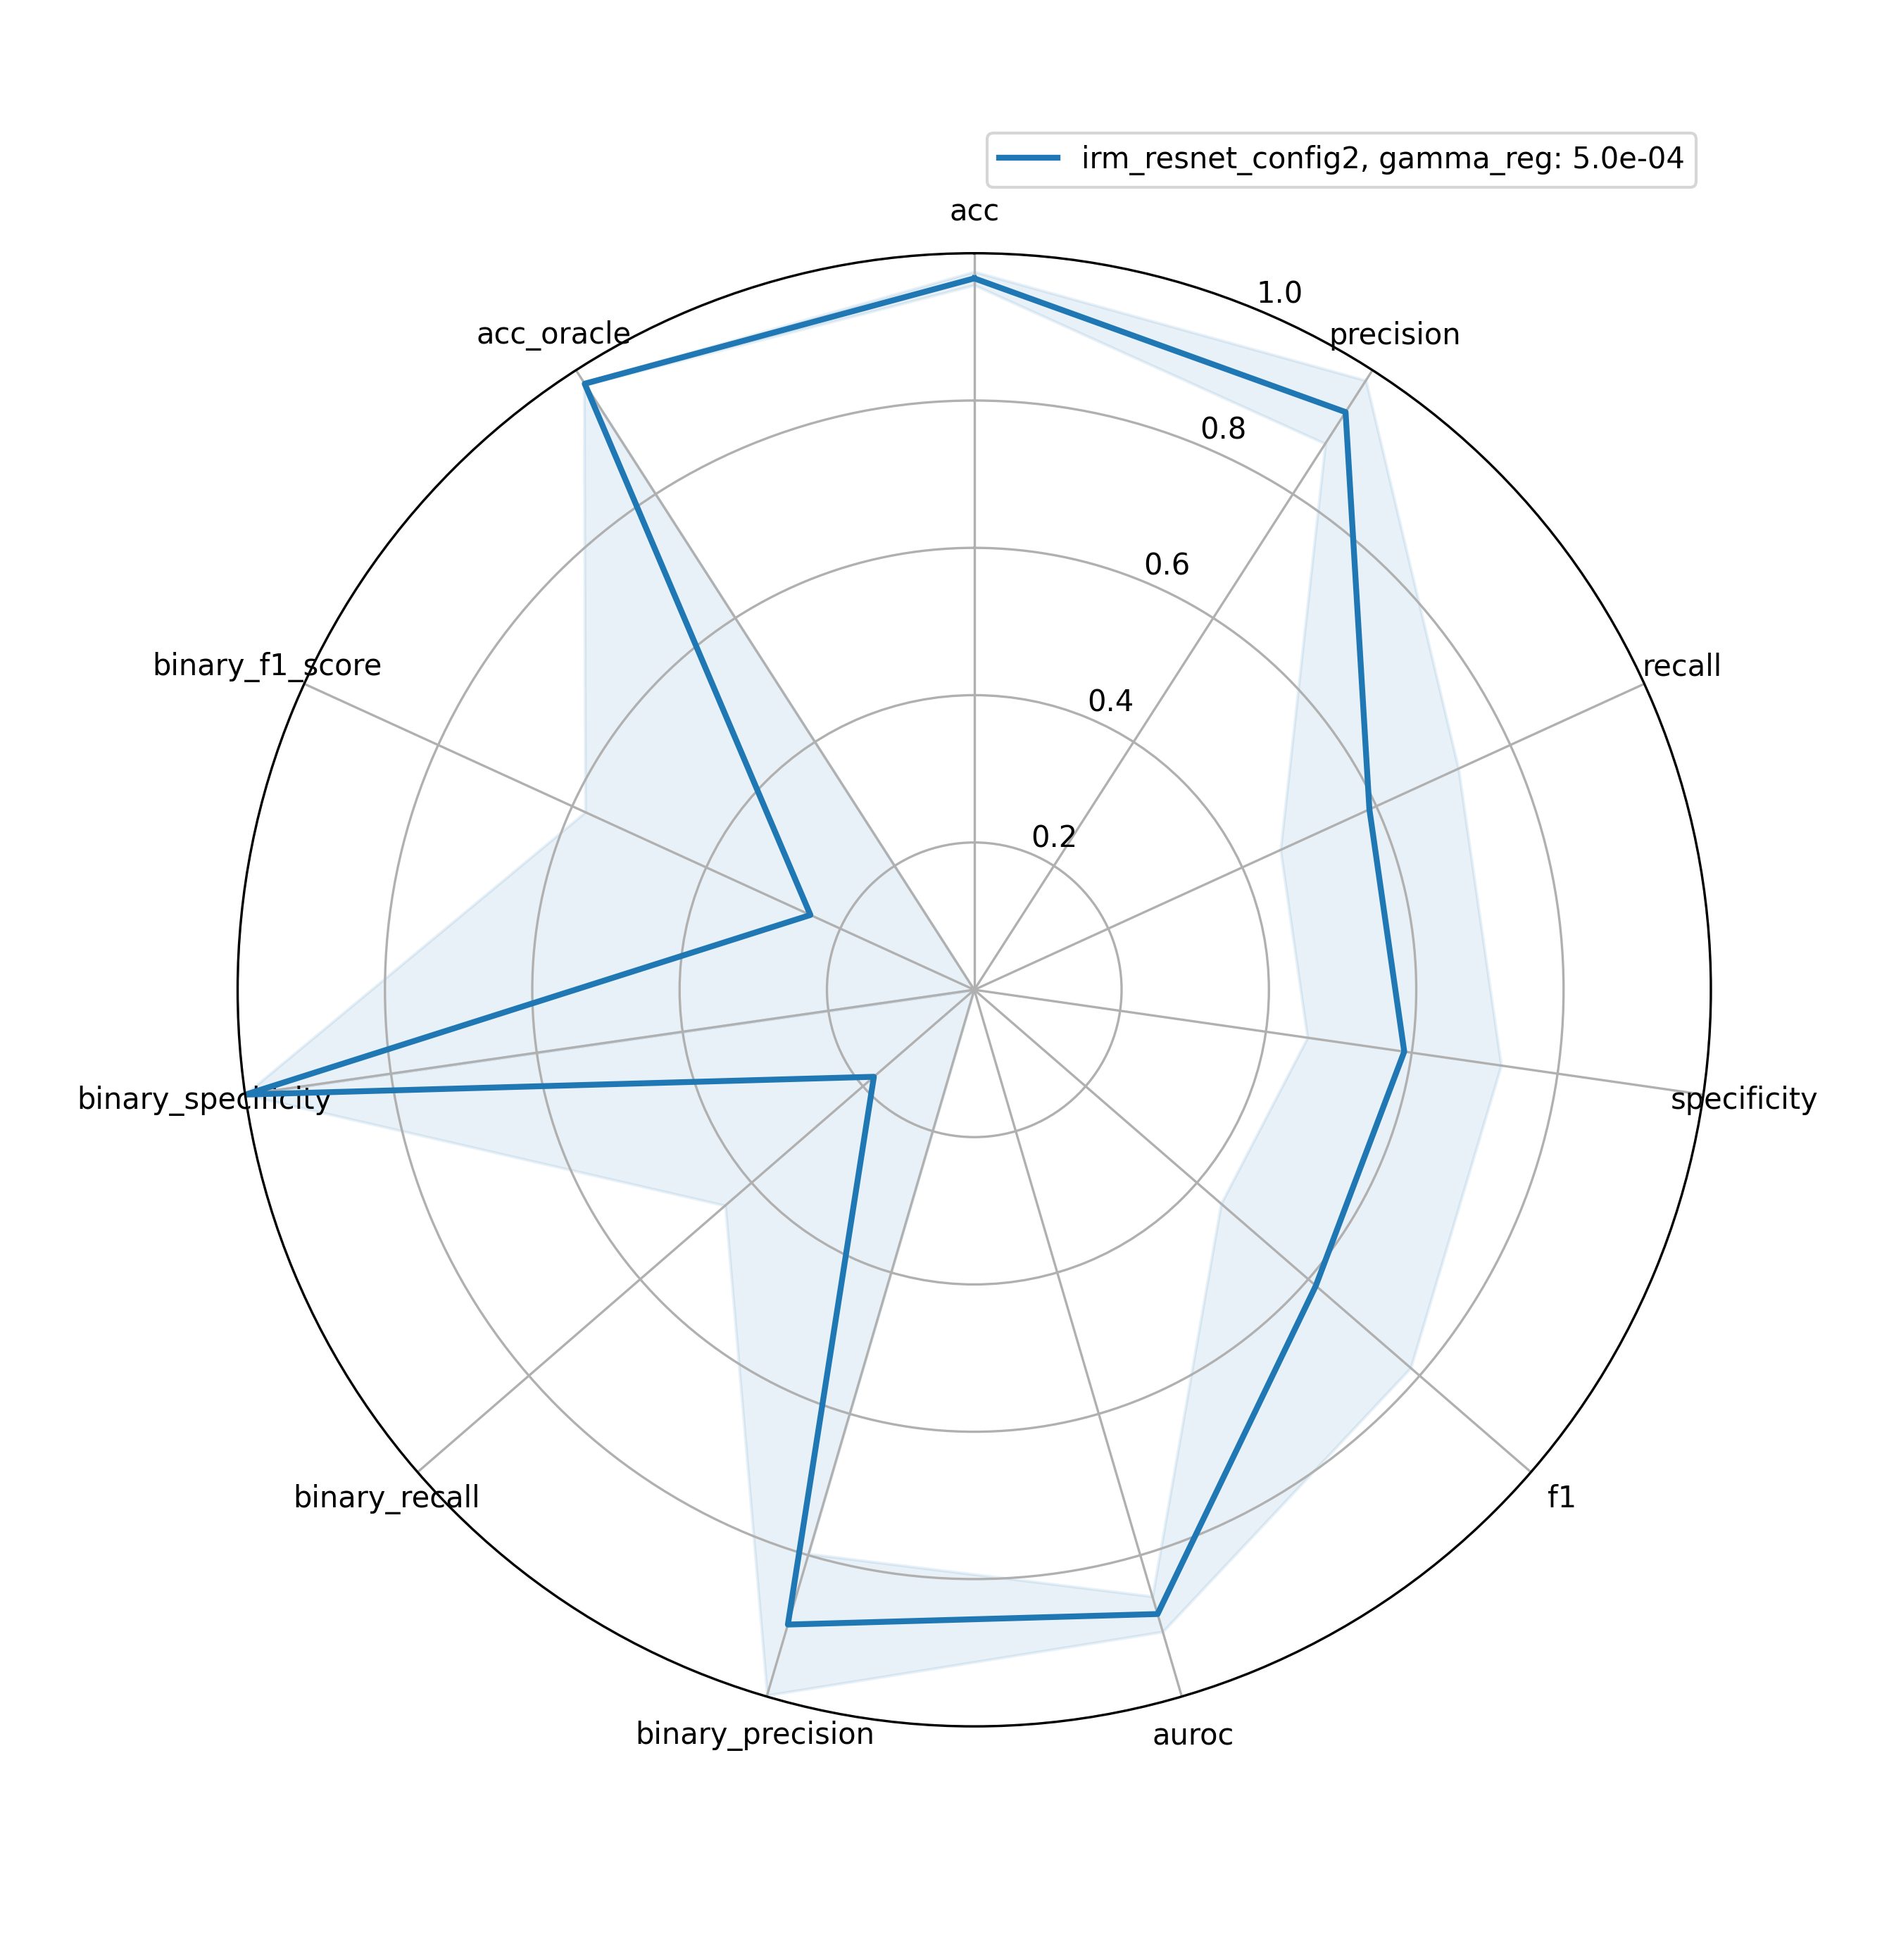 irm_resnet_config2, gamma_reg: 5.0e-04
acc
1.0
acc_oracle
precision
0.8
0.6
binary_f1_score
recall
0.4
0.2
binary_specificity
specificity
binary_recall
f1
binary_precision
auroc